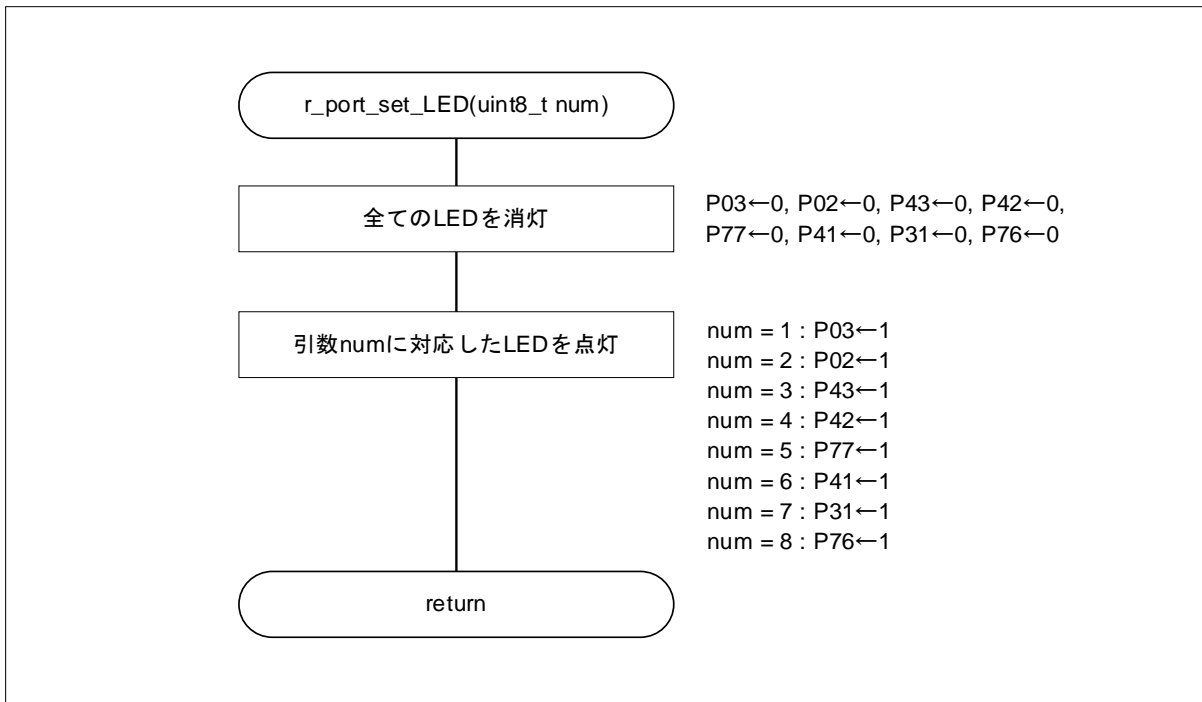 r_port_set_LED(uint8_t num)
全てのLEDを消灯
P03←0, P02←0, P43←0, P42←0,
P77←0, P41←0, P31←0, P76←0
引数numに対応したLEDを点灯
num = 1 : P03←1
num = 2 : P02←1
num = 3 : P43←1
num = 4 : P42←1
num = 5 : P77←1
num = 6 : P41←1
num = 7 : P31←1
num = 8 : P76←1
return